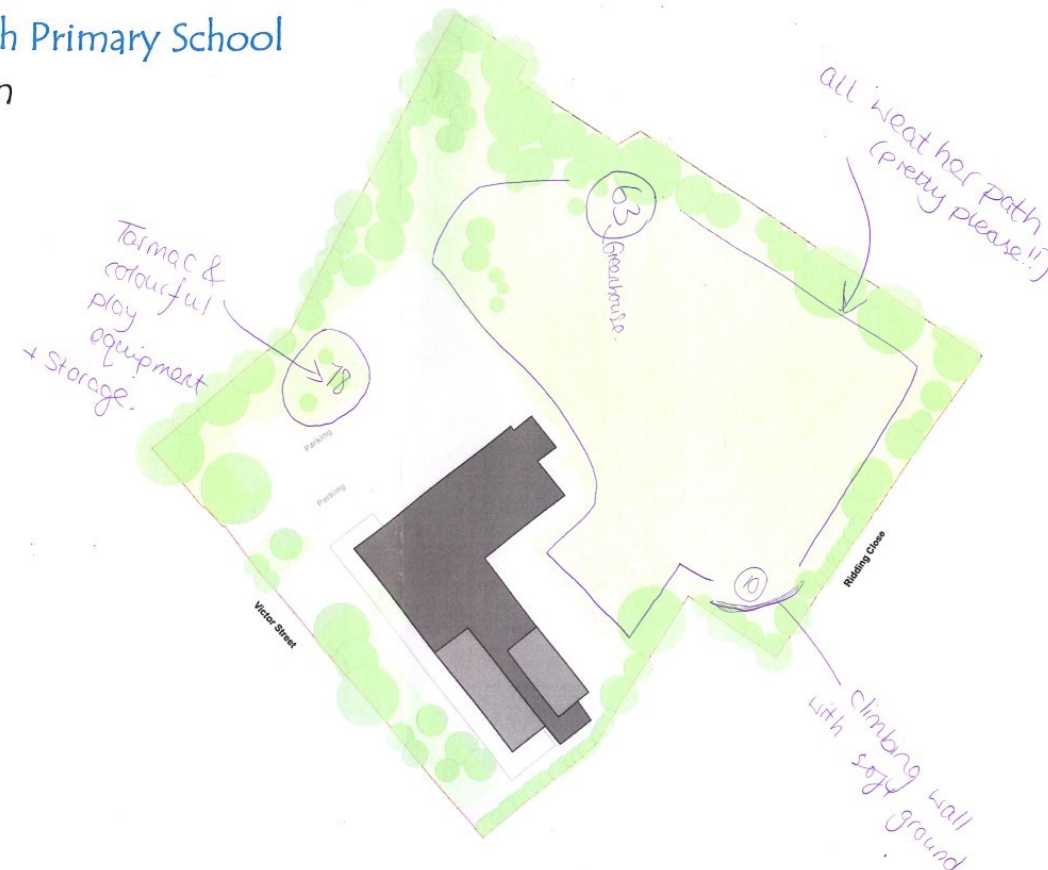 h Primary School
n
all weather path
(pretty please!!)
63
Greenhouse.
Tarmac &
colourful
play
equipment
+ Storage.
78
Parking
Parking
10
Ridding Close
Victor Street
climbing wall
with soft ground